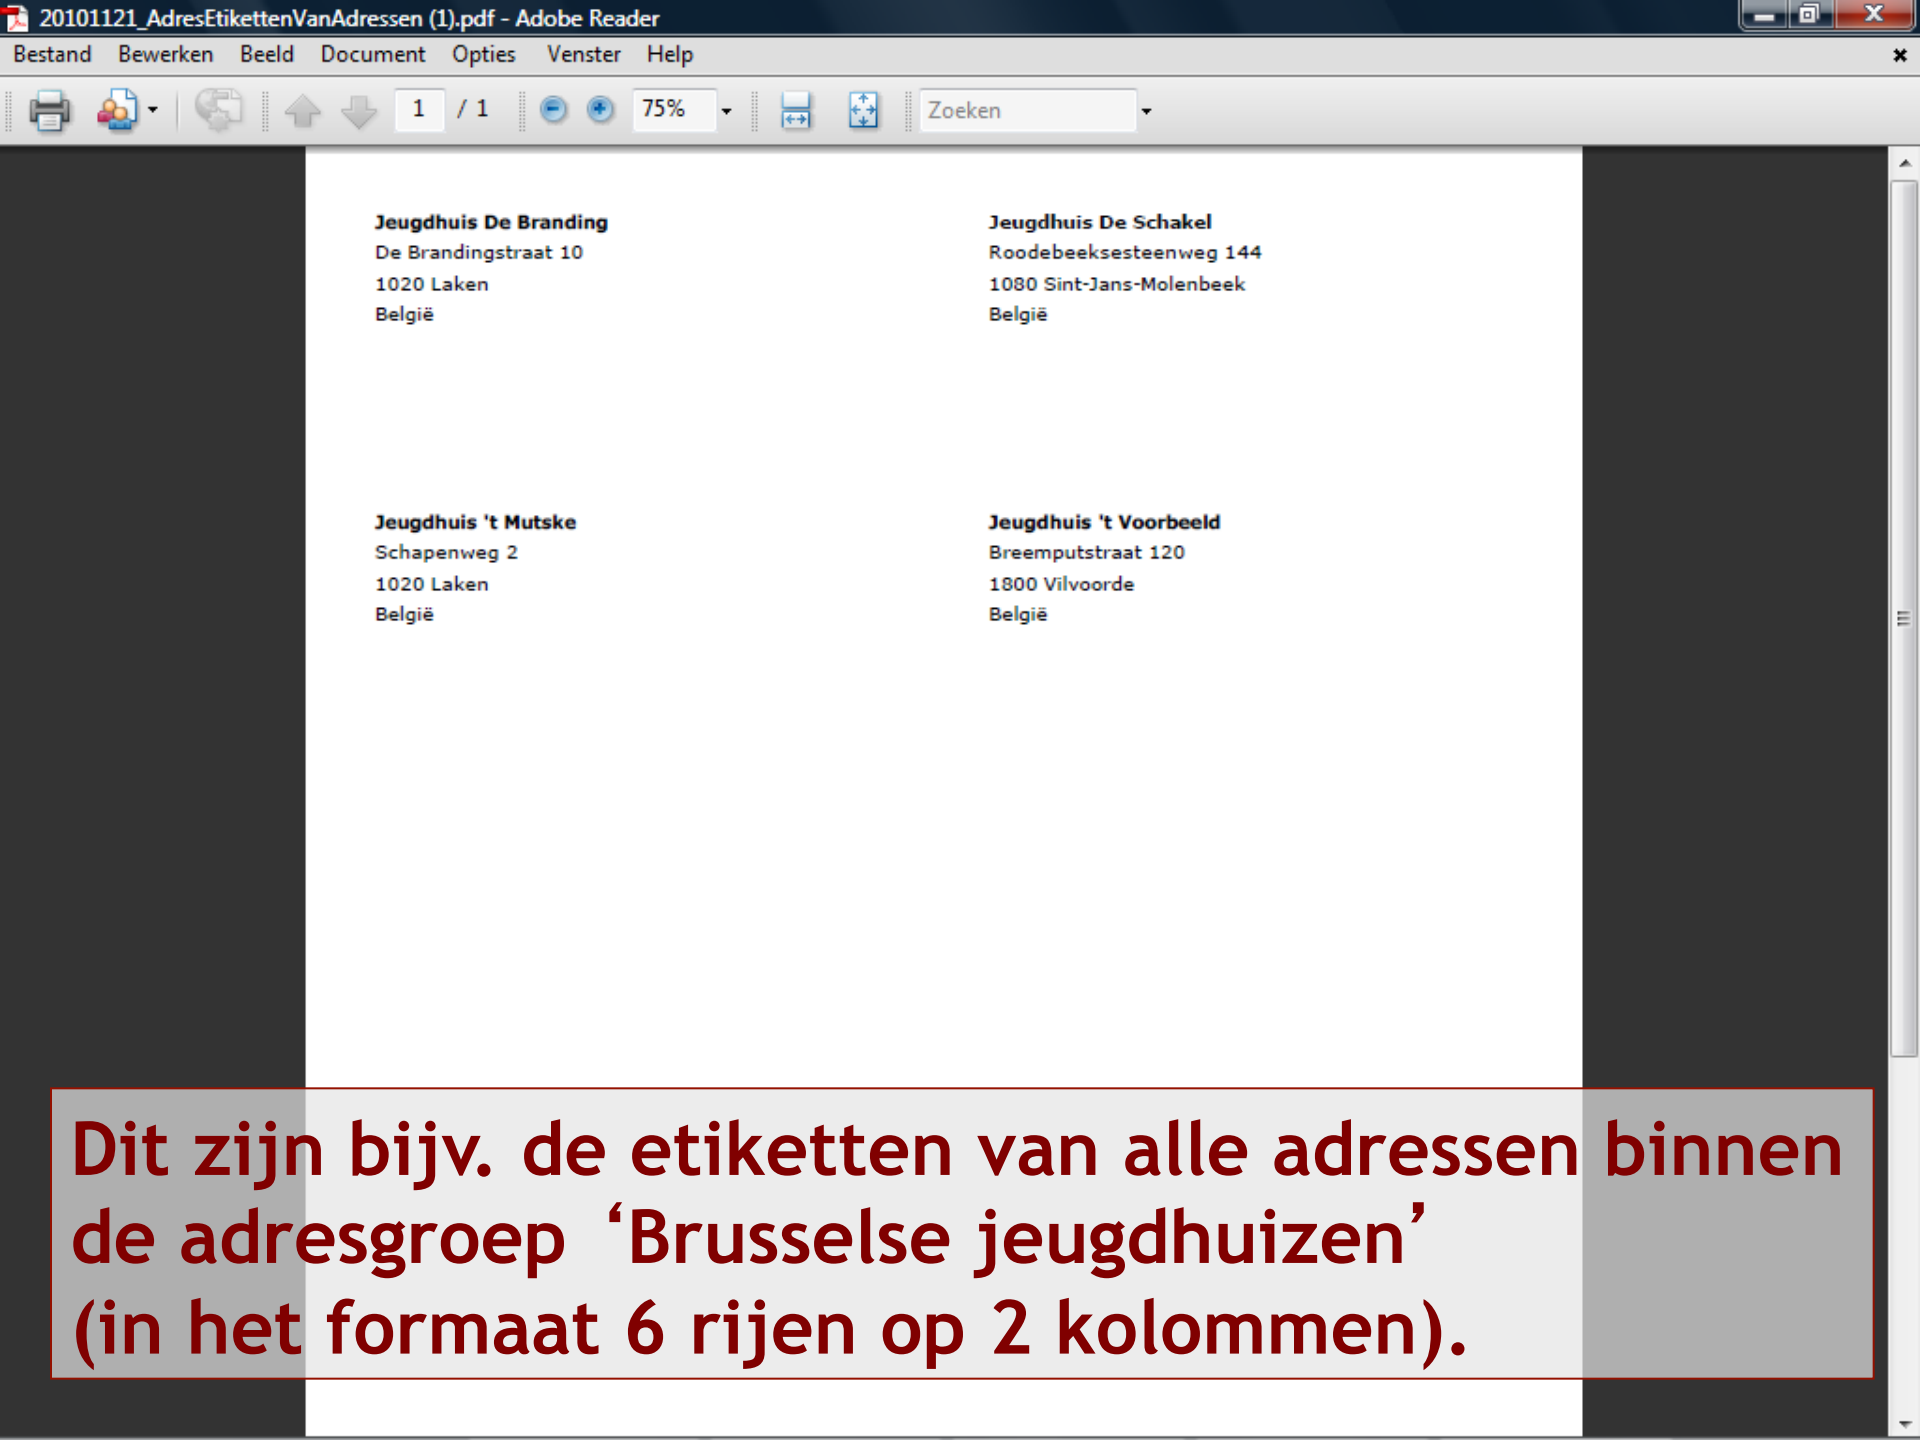 20101121_AdresEtikettenVanAdressen (1).pdf - Adobe Reader
Bestand Bewerken Beeld Document Opties Venster Help
1 / 1 75% Zoeken
Jeugdhuis De Branding
De Brandingstraat 10
1020 Laken
België
Jeugdhuis De Schakel
Roodebeeksesteenweg 144
1080 Sint-Jans-Molenbeek
België
Jeugdhuis 't Mutske
Schapenweg 2
1020 Laken
België
Jeugdhuis 't Voorbeeld
Breemputstraat 120
1800 Vilvoorde
België
Dit zijn bijv. de etiketten van alle adressen binnen
de adresgroep ‘Brusselse jeugdhuizen’
(in het formaat 6 rijen op 2 kolommen).